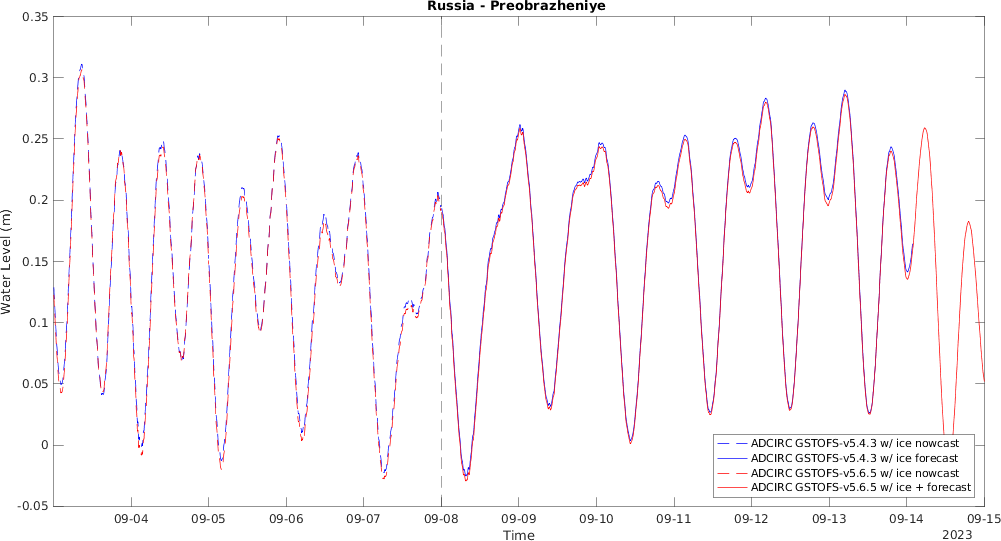 Russia - Preobrazheniye
0.35
0.3
0.25
0.2
0.15
0.1
0.05
0
-0.05
Water Level (m)
ADCIRC GSTOFS-v5.4.3 w/ ice nowcast
ADCIRC GSTOFS-v5.4.3 w/ ice forecast
ADCIRC GSTOFS-v5.6.5 w/ ice nowcast
ADCIRC GSTOFS-v5.6.5 w/ ice + forecast
09-04 09-05 09-06 09-07 09-08 09-09 09-10 09-11 09-12 09-13 09-14 09-15
Time
2023